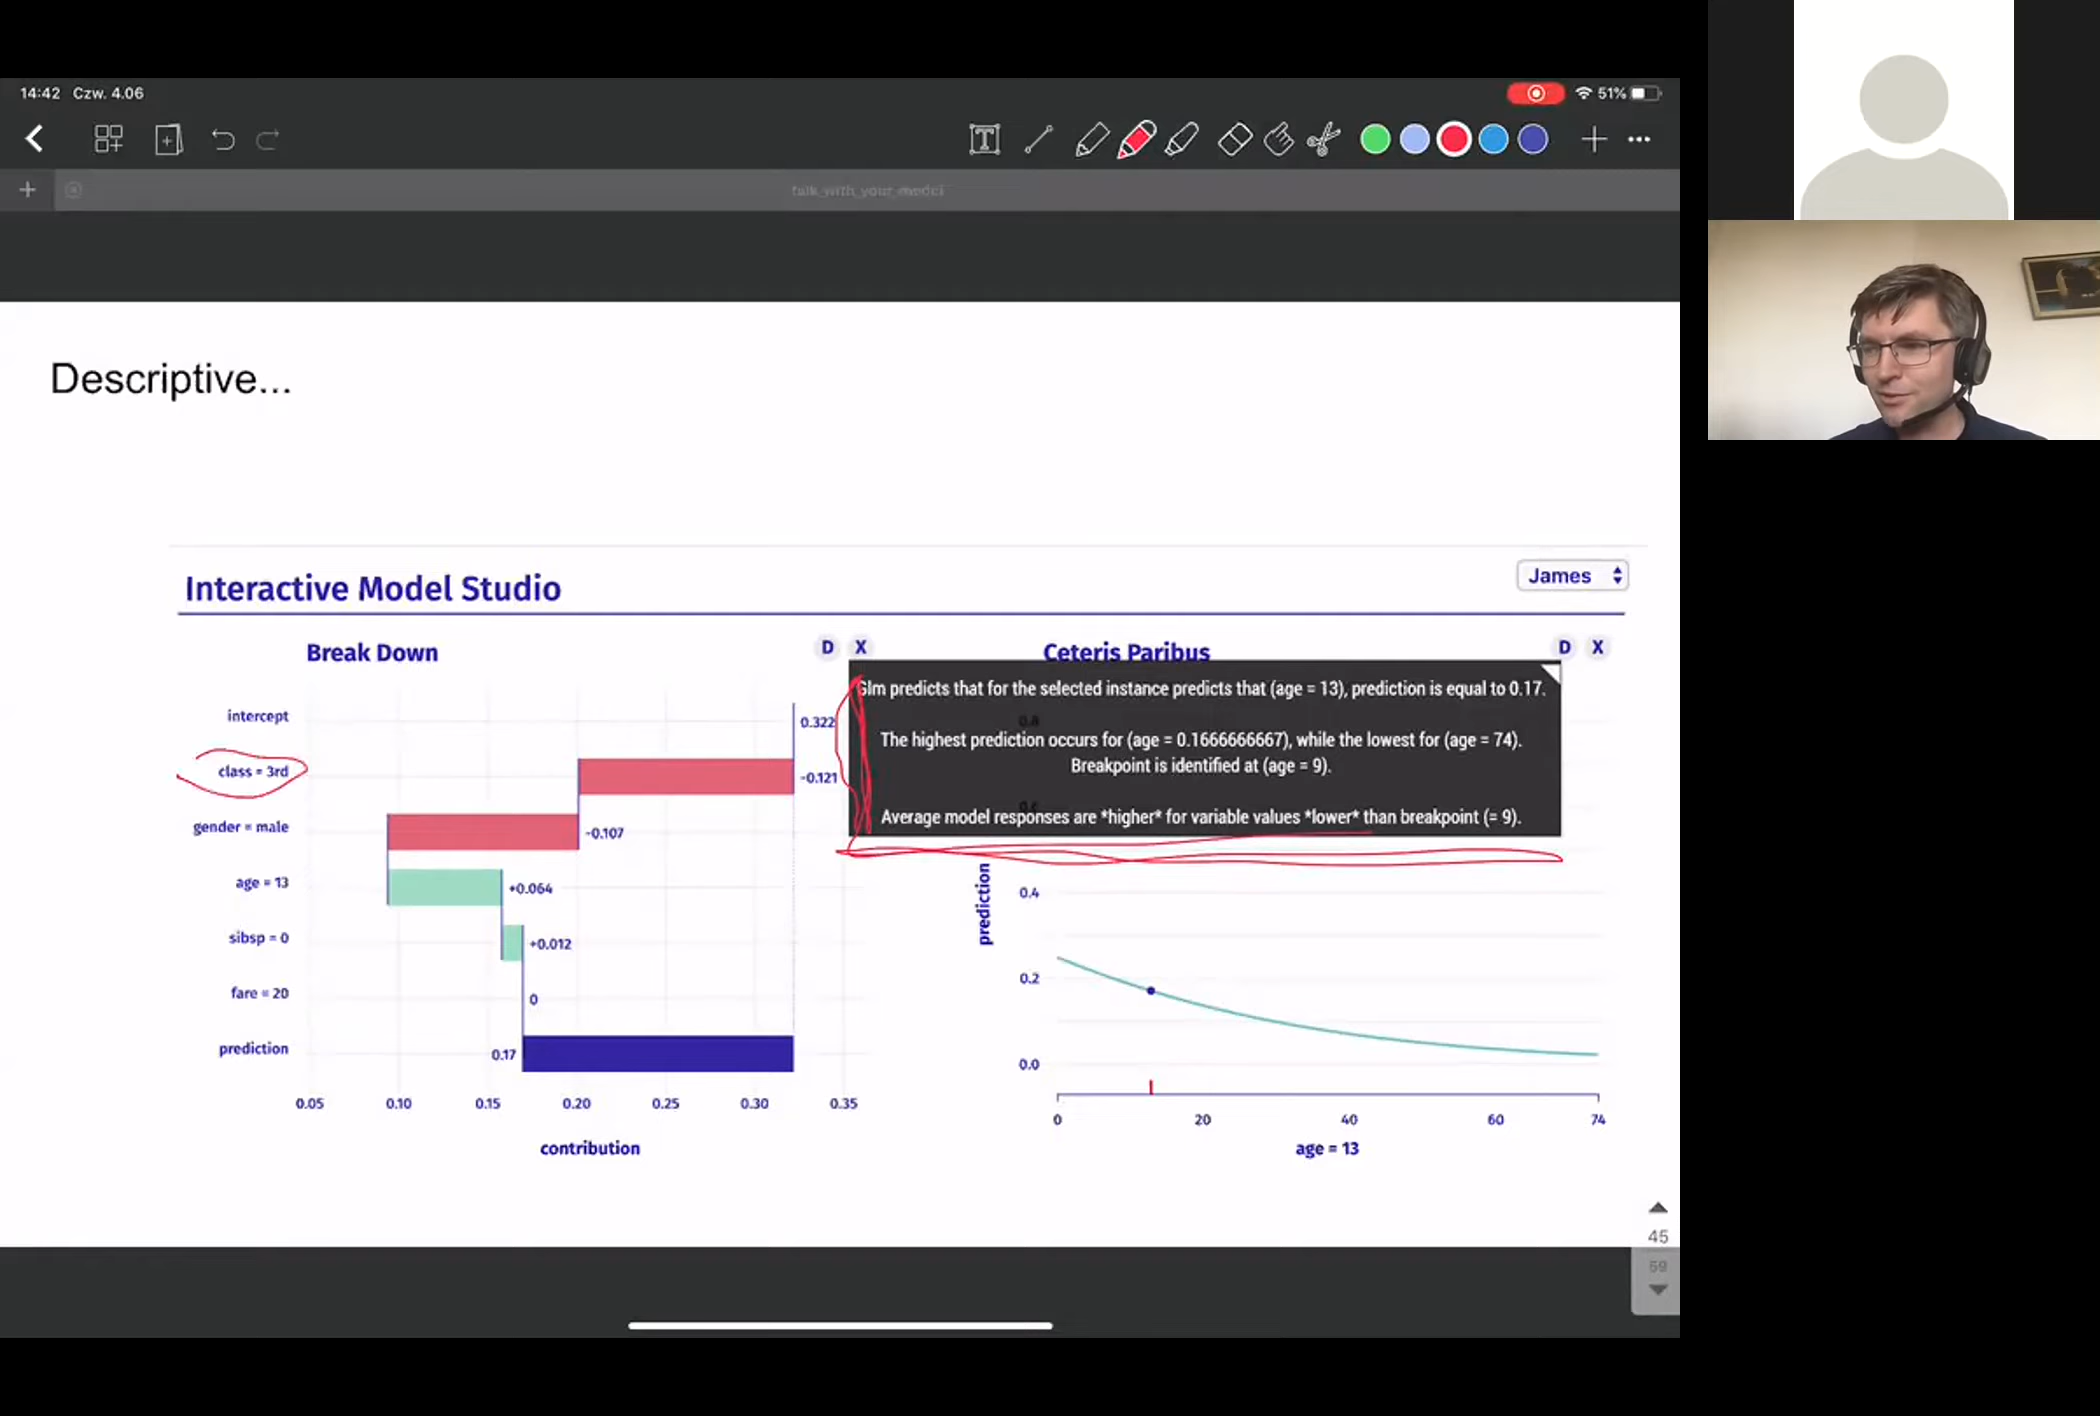 14:42 Czw. 4.06
51%
T
talk_with_your_model
Descriptive...
Interactive Model Studio
James
Break Down
D X
Ceteris Paribus
D X
intercept
0.322
class = 3rd
-0.121
gender = male
-0.107
age = 13
+0.064
sibsp = 0
+0.012
fare = 20
0
prediction
0.17
0.05 0.10 0.15 0.20 0.25 0.30 0.35
contribution
Glm predicts that for the selected instance predicts that (age = 13), prediction is equal to 0.17.
The highest prediction occurs for (age = 0.1666666667), while the lowest for (age = 74).
Breakpoint is identified at (age = 9).
Average model responses are *higher* for variable values *lower* than breakpoint (= 9).
prediction
0.8
0.6
0.4
0.2
0.0
0 20 40 60 74
age = 13
45
59